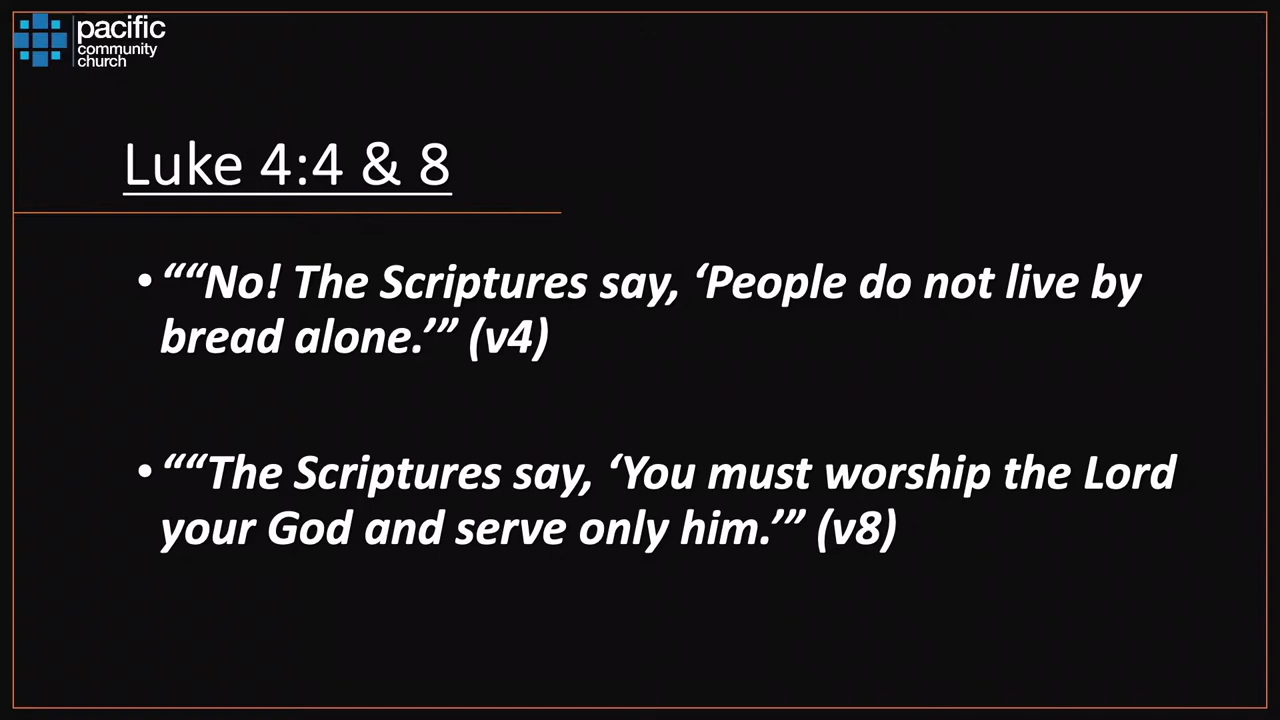 pacific
community
church
Luke 4:4 & 8
• ““No! The Scriptures say, ‘People do not live by
bread alone.’” (v4)
• ““The Scriptures say, ‘You must worship the Lord
your God and serve only him.’” (v8)